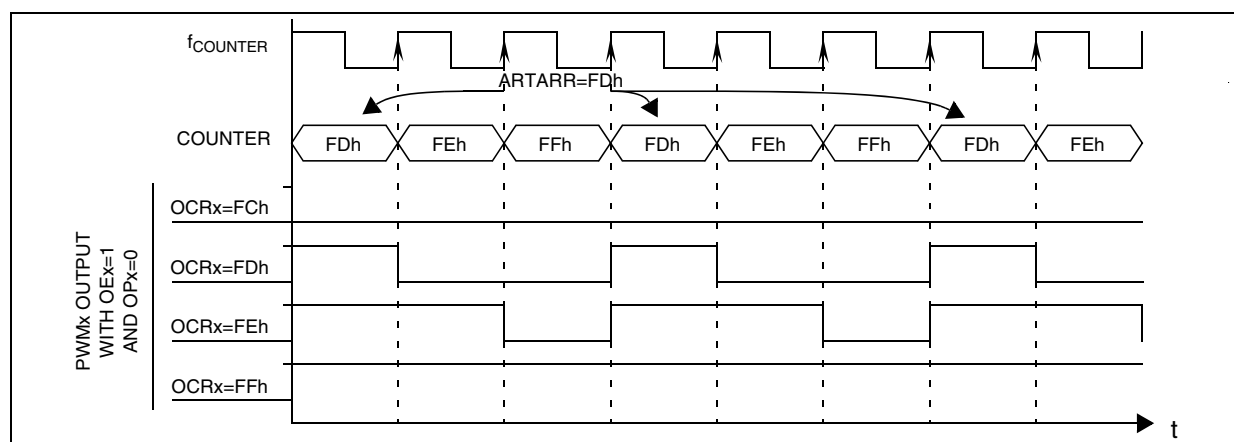 fCOUNTER
ARTARR=FDh
COUNTER
FDh FEh FFh FDh FEh FFh FDh FEh
PWMx OUTPUT
WITH OEx=1
AND OPx=0
OCRx=FCh
OCRx=FDh
OCRx=FEh
OCRx=FFh
t